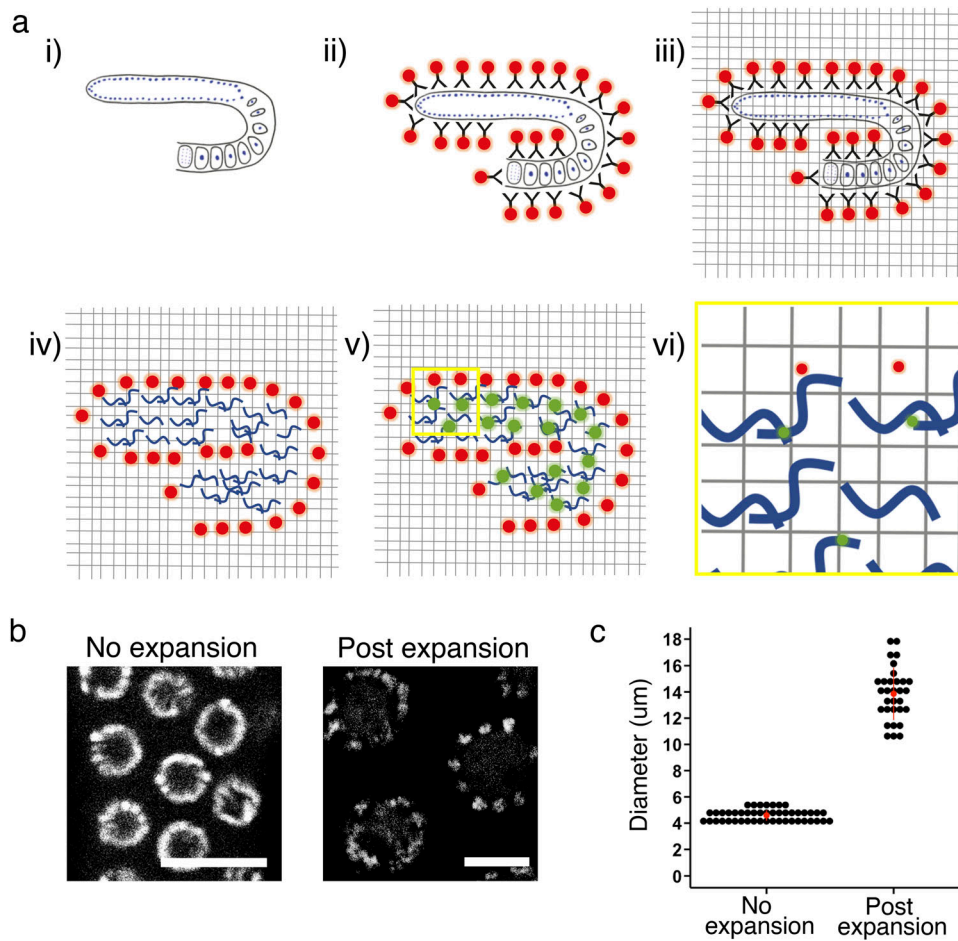 a
i)
ii)
iii)
iv)
v)
vi)
b
No expansion
Post expansion
c
Diameter (um)
18
16
14
12
10
8
6
4
2
0
No
expansion
Post
expansion